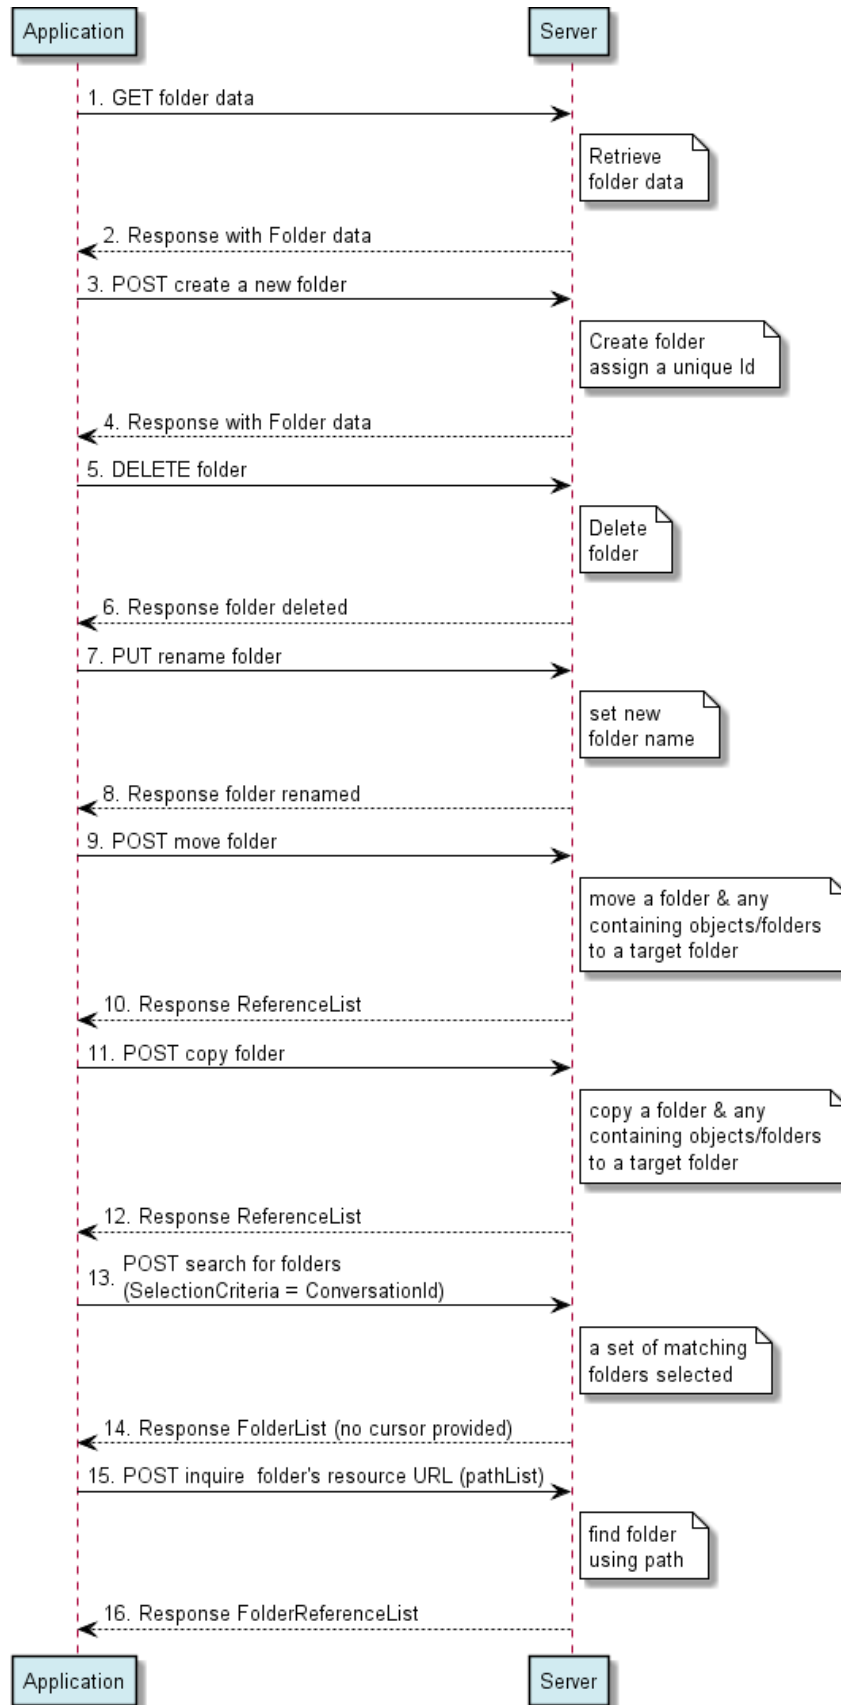 Application
Server
1. GET folder data
Retrieve
folder data
2. Response with Folder data
3. POST create a new folder
Create folder
assign a unique Id
4. Response with Folder data
5. DELETE folder
Delete
folder
6. Response folder deleted
7. PUT rename folder
set new
folder name
8. Response folder renamed
9. POST move folder
move a folder & any
containing objects/folders
to a target folder
10. Response ReferenceList
11. POST copy folder
copy a folder & any
containing objects/folders
to a target folder
12. Response ReferenceList
13. POST search for folders
(SelectionCriteria = ConversationId)
a set of matching
folders selected
14. Response FolderList (no cursor provided)
15. POST inquire  folder's resource URL (pathList)
find folder
using path
16. Response FolderReferenceList
Application
Server